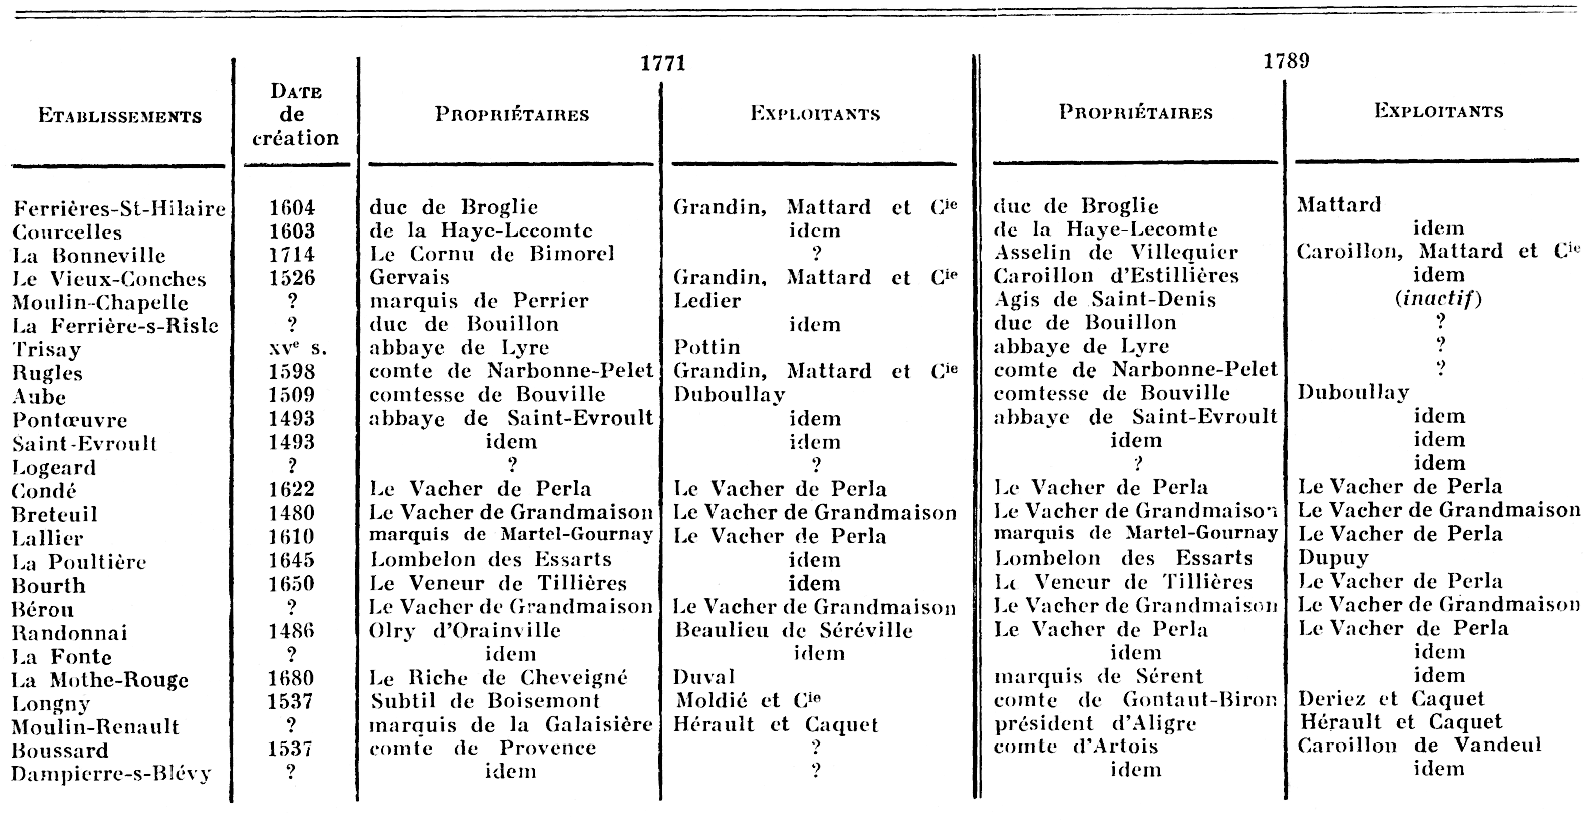 1771 1789
ETABLISSEMENTS DATE de création PROPRIÉTAIRES EXPLOITANTS PROPRIÉTAIRES EXPLOITANTS
Ferrières-St-Hilaire 1604 duc de Broglie Grandin, Mattard et Cie duc de Broglie Mattard
Courcelles 1603 de la Haye-Lecomte idem de la Haye-Lecomte idem
La Bonneville 1714 Le Cornu de Bimorel ? Asselin de Villequier Caroillon, Mattard et Cie
Le Vieux-Conches 1526 Gervais Grandin, Mattard et Cie Caroillon d'Estillières idem
Moulin-Chapelle ? marquis de Perrier Ledier Agis de Saint-Denis (inactif)
La Ferrière-s-Risle ? duc de Bouillon idem duc de Bouillon ?
Trisay XVe s. abbaye de Lyre Pottin abbaye de Lyre ?
Rugles 1598 comte de Narbonne-Pelet Grandin, Mattard et Cie comte de Narbonne-Pelet ?
Aube 1509 comtesse de Bouville Duboullay comtesse de Bouville Duboullay
Pontœuvre 1493 abbaye de Saint-Evroult idem abbaye de Saint-Evroult idem
Saint-Evroult 1493 idem idem idem idem
Logeard ? ? ? ? idem
Condé 1622 Le Vacher de Perla Le Vacher de Perla Le Vacher de Perla Le Vacher de Perla
Breteuil 1480 Le Vacher de Grandmaison Le Vacher de Grandmaison Le Vacher de Grandmaison Le Vacher de Grandmaison
Lallier 1610 marquis de Martel-Gournay Le Vacher de Perla marquis de Martel-Gournay Le Vacher de Perla
La Poultière 1645 Lombelon des Essarts idem Lombelon des Essarts Dupuy
Bourth 1650 Le Veneur de Tillières idem Le Veneur de Tillières Le Vacher de Perla
Bérou ? Le Vacher de Grandmaison Le Vacher de Grandmaison Le Vacher de Grandmaison Le Vacher de Grandmaison
Randonnai 1486 Olry d'Orainville Beaulieu de Séréville Le Vacher de Perla Le Vacher de Perla
La Fonte ? idem idem idem idem
La Mothe-Rouge 1680 Le Riche de Cheveigné Duval marquis de Sérent idem
Longny 1537 Subtil de Boisemont Moldié et Cie comte de Gontaut-Biron Deriez et Caquet
Moulin-Renault ? marquis de la Galaisière Hérault et Caquet président d'Aligre Hérault et Caquet
Boussard 1537 comte de Provence ? comte d'Artois Caroillon de Vandeul
Dampierre-s-Blévy ? idem ? idem idem